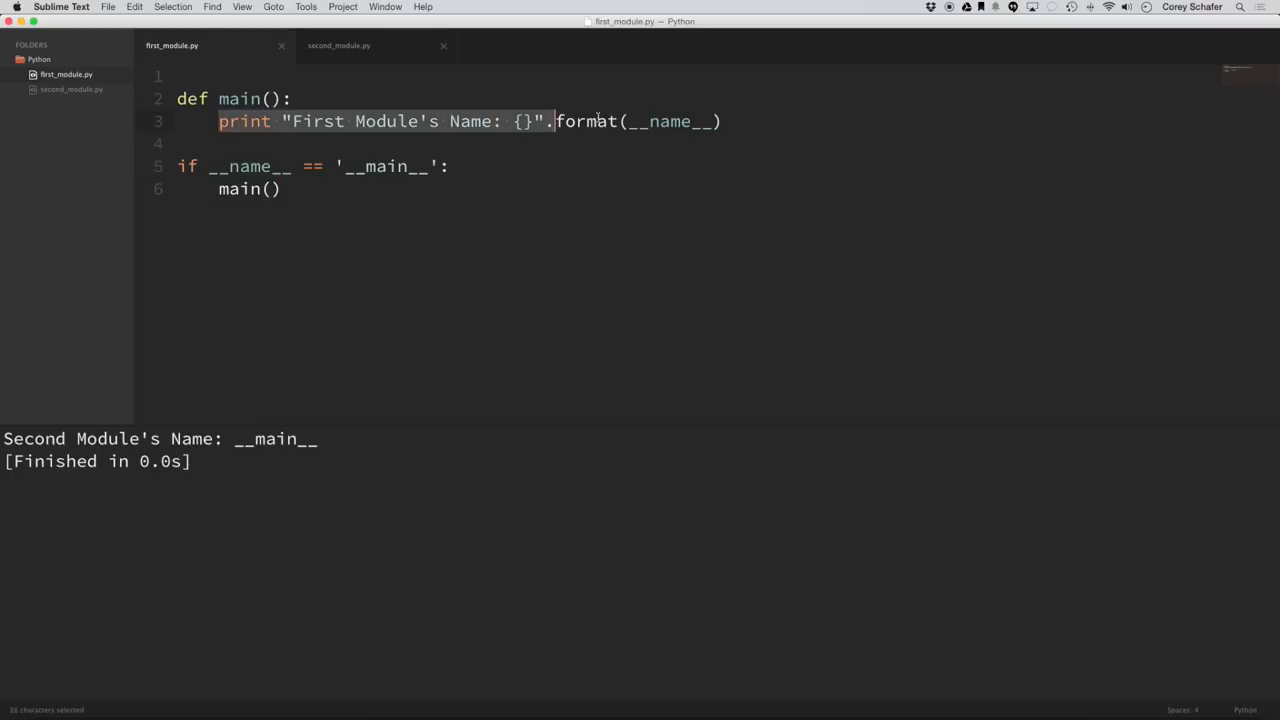 Sublime Text File Edit Selection Find View Goto Tools Project Window Help Corey Schafer
first_module.py — Python
FOLDERS
Python
first_module.py
second_module.py
first_module.py second_module.py
1
2 def main():
3 print "First Module's Name: {}".format(__name__)
4
5 if __name__ == '__main__':
6 main()
Second Module's Name: __main__
[Finished in 0.0s]
characters selected Spaces: 4 Python